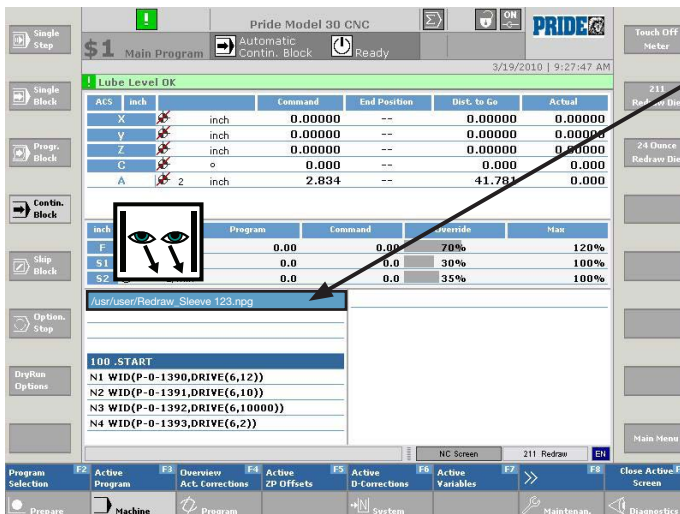 Pride Model 30 CNC
Σ
ON
PRIDE
$1 Main Program
Automatic
Contin. Block
Ready
3/19/2010 | 9:27:47 AM
! Lube Level OK
Single
Step
Single
Block
Progr.
Block
Contin.
Block
Skip
Block
Option.
Stop
DryRun
Options
ACS inch Command End Position Dist. to Go Actual
X inch 0.00000 -- 0.00000 0.00000
Y inch 0.00000 -- 0.00000 0.00000
Z inch 0.00000 -- 0.00000 0.00000
C ° 0.000 -- 0.000 0.000
A 2 inch 2.834 -- 41.781 0.000
inch Program Command Override Max
F 0.00 0.00 70% 120%
S1 0.0 0.0 30% 100%
S2 0.0 0.0 35% 100%
/usr/user/Redraw_Sleeve 123.npg
100 .START
N1 WID(P-0-1390,DRIVE(6,12))
N2 WID(P-0-1391,DRIVE(6,10))
N3 WID(P-0-1392,DRIVE(6,10000))
N4 WID(P-0-1393,DRIVE(6,2))
NC Screen 211 Redraw EN
Touch Off
Meter
211
Redraw Die
24 Ounce
Redraw Die
Main Menu
Program
Selection
F2 Active
Program
F3 Overview
Act. Corrections
F4 Active
ZP Offsets
F5 Active
D-Corrections
F6 Active
Variables
F7 >>
F8 Close Active
Screen
Prepare
Machine
Program
System
Maintenan.
Diagnostics